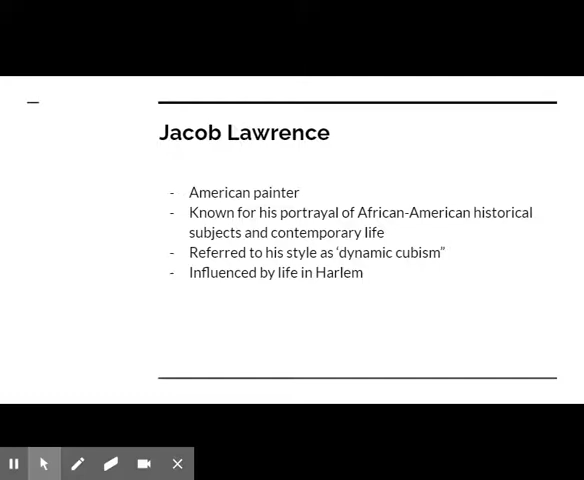 Jacob Lawrence
- American painter
- Known for his portrayal of African-American historical
subjects and contemporary life
- Referred to his style as ‘dynamic cubism”
- Influenced by life in Harlem